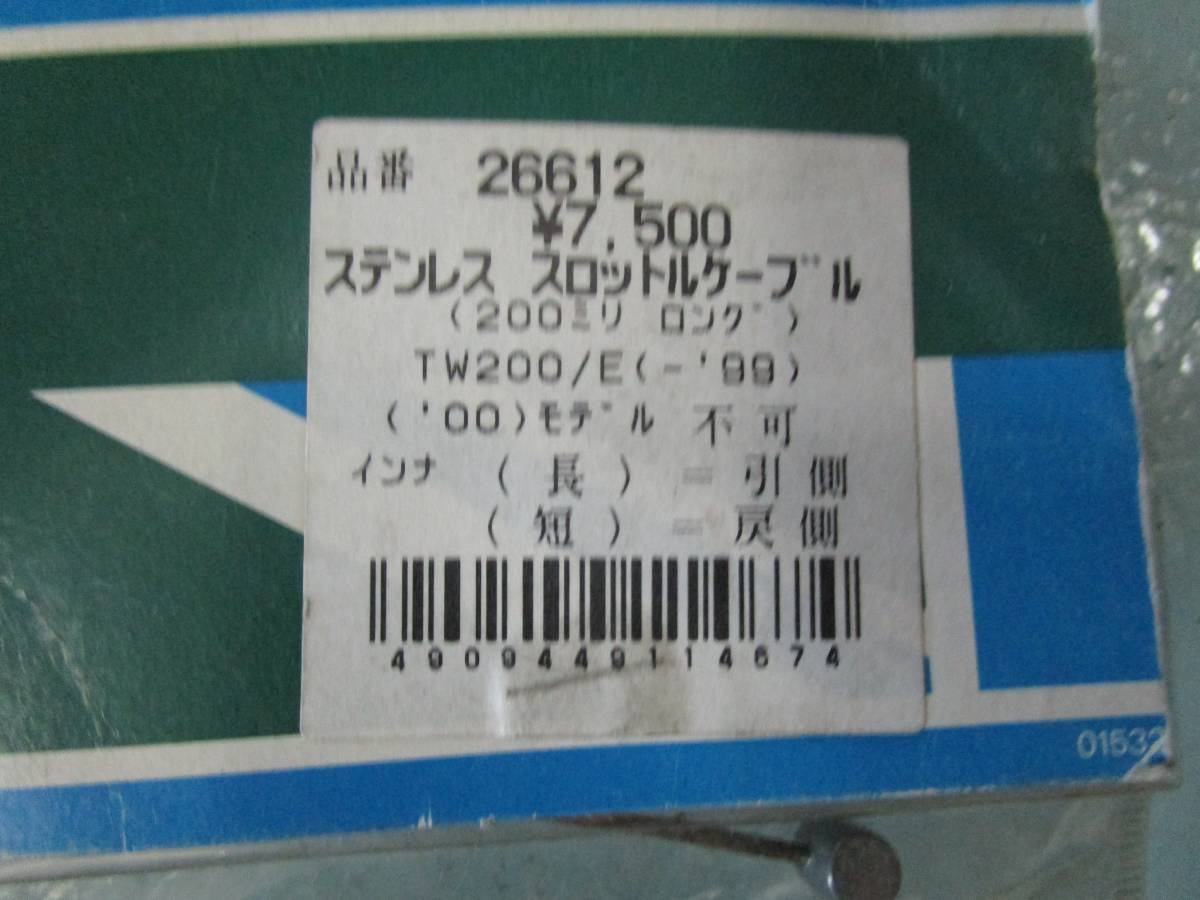 品番 26612
¥7,500
ステンレス スロットルケーブル
(200ミリ ロング)
TW200/E(-'99)
('00)モデル 不可
インナ (長) = 引側
(短) = 戻側
4909449114674
01532